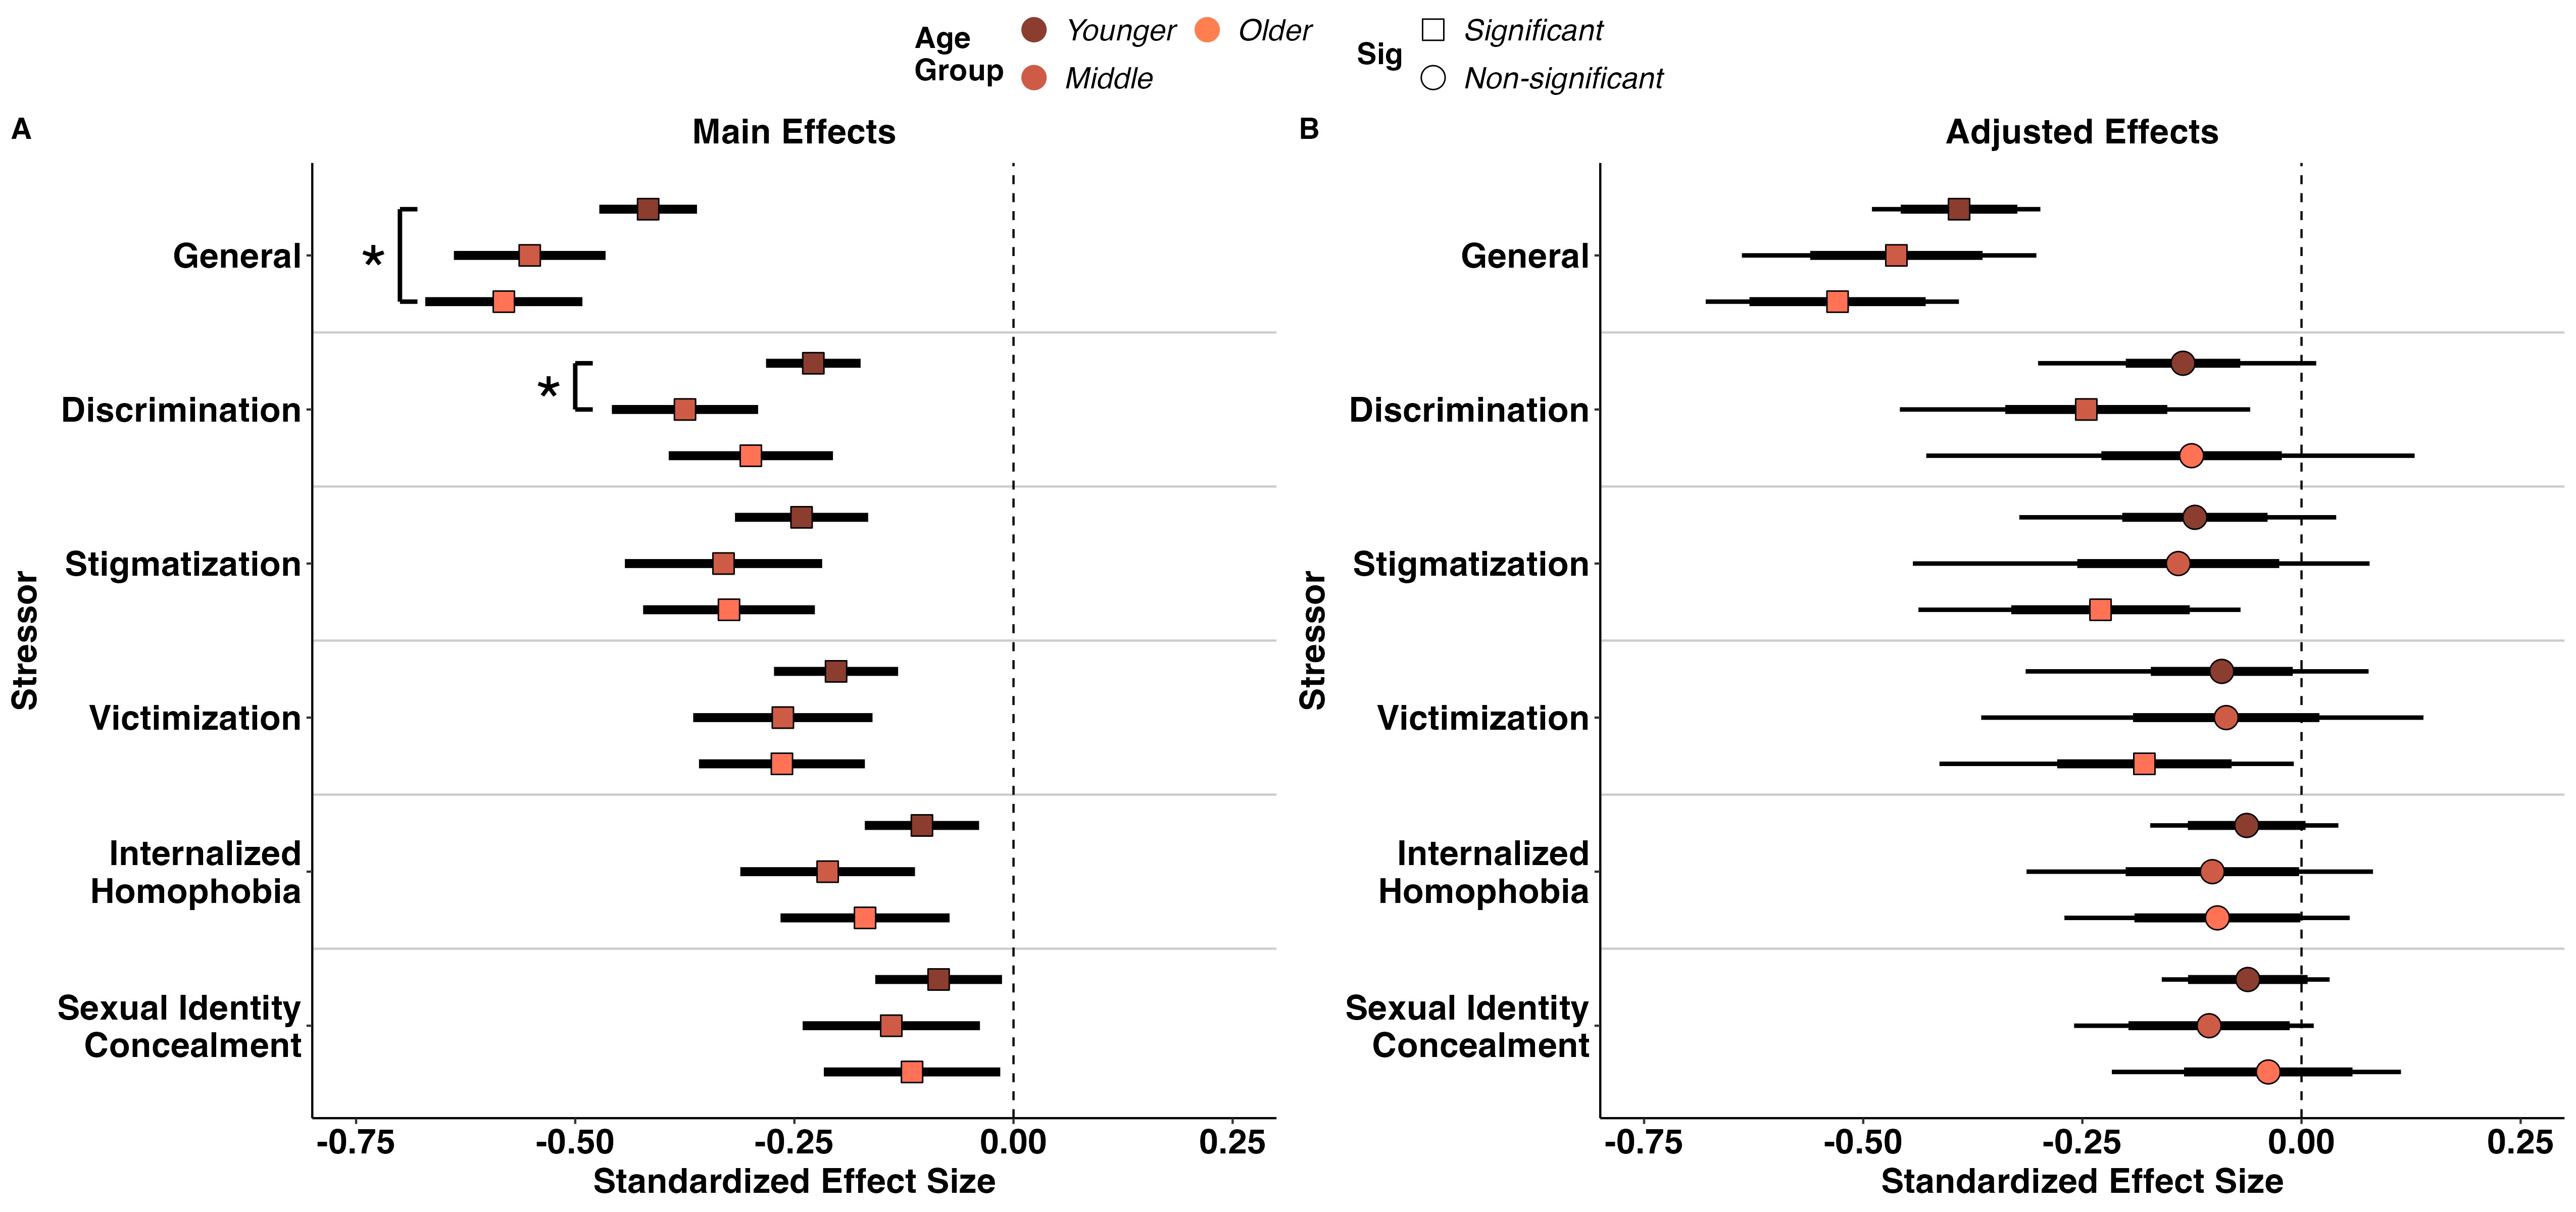 Age
Group
Younger
Older
Middle
Sig
Significant
Non-significant
A
Main Effects
General
*
Discrimination
*
Stigmatization
Victimization
Internalized
Homophobia
Sexual Identity
Concealment
Stressor
-0.75 -0.50 -0.25 0.00 0.25
Standardized Effect Size
B
Adjusted Effects
General
Discrimination
Stigmatization
Victimization
Internalized
Homophobia
Sexual Identity
Concealment
Stressor
-0.75 -0.50 -0.25 0.00 0.25
Standardized Effect Size